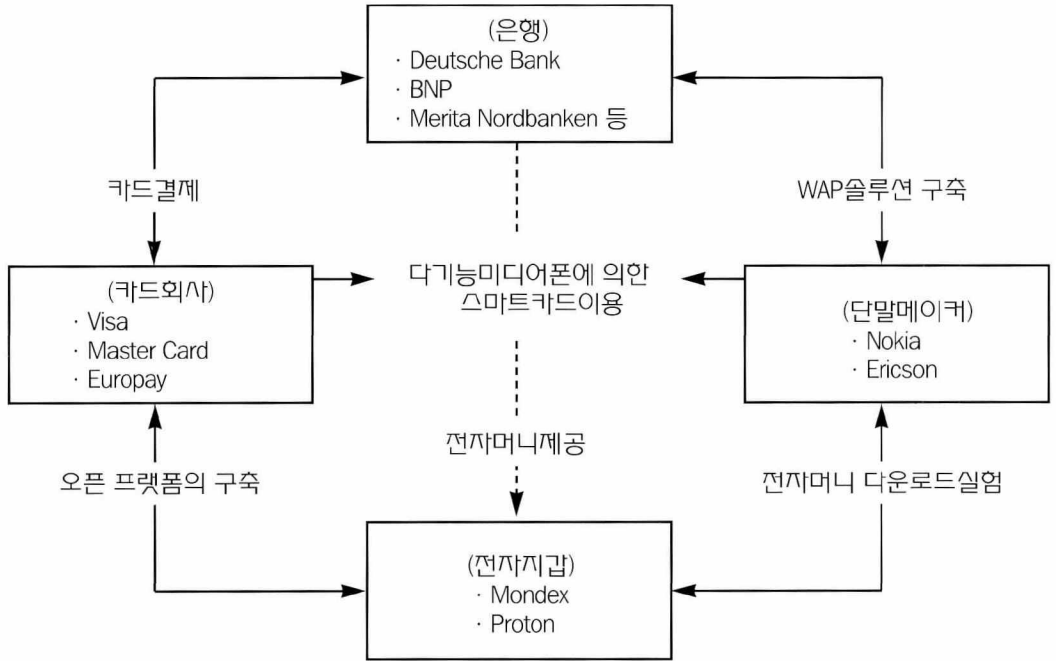 (은행)
· Deutsche Bank
· BNP
· Merita Nordbanken 등
카드결제
WAP솔루션 구축
다기능미디어폰에 의한
스마트카드이용
(카드회사)
· Visa
· Master Card
· Europay
(단말메이커)
· Nokia
· Ericson
전자머니제공
오픈 프랫폼의 구축
전자머니 다운로드실험
(전자지갑)
· Mondex
· Proton